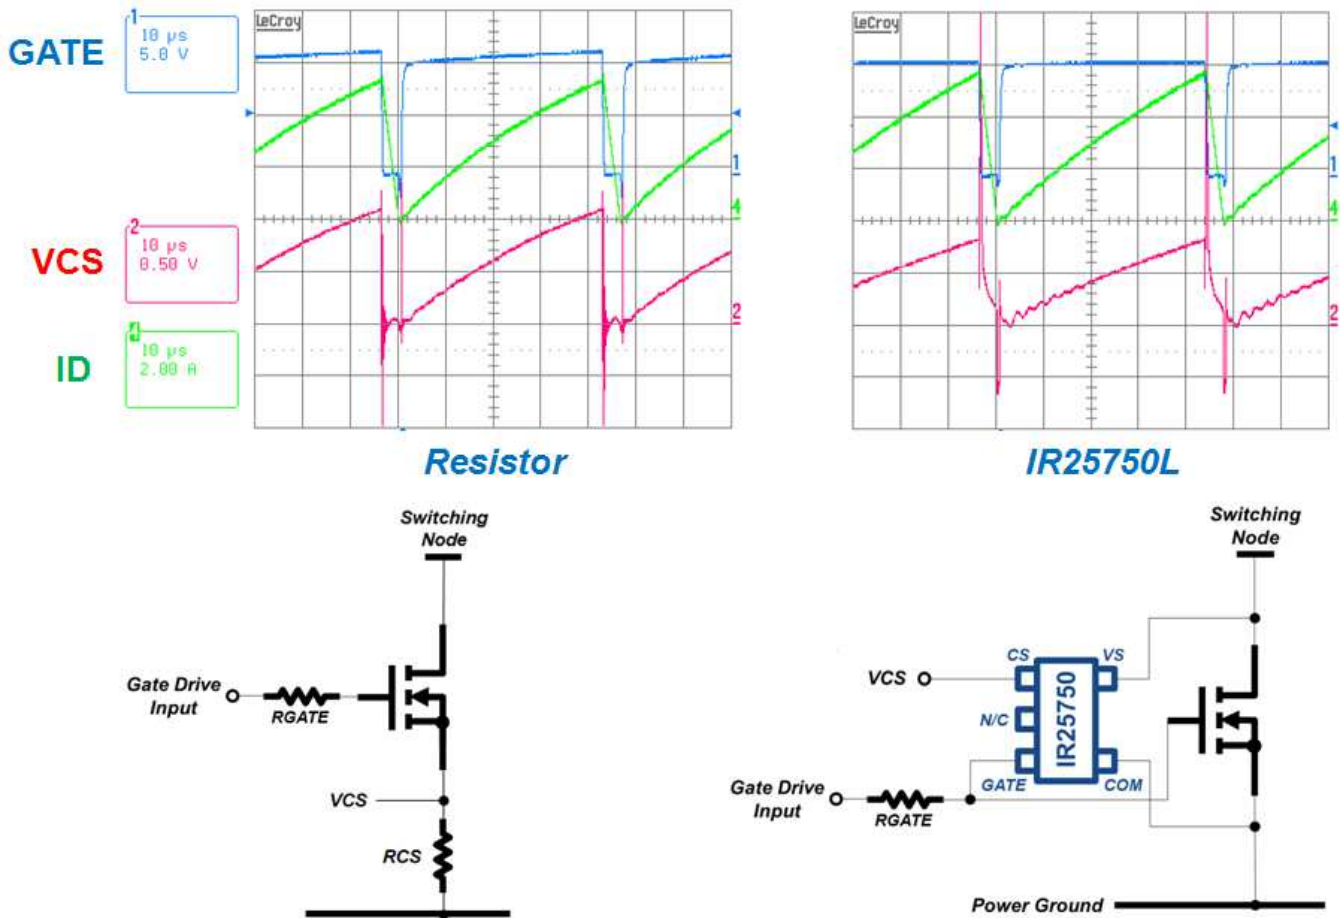 GATE
1
10 µs
5.0 V
LeCroy
1
4
2
VCS
2
10 µs
0.50 V
ID
4
10 µs
2.00 A
LeCroy
1
4
2
Resistor
IR25750L
Switching
Node
Gate Drive
Input
RGATE
VCS
RCS
Switching
Node
CS
VS
VCS
N/C
IR25750
GATE
COM
Gate Drive
Input
RGATE
Power Ground